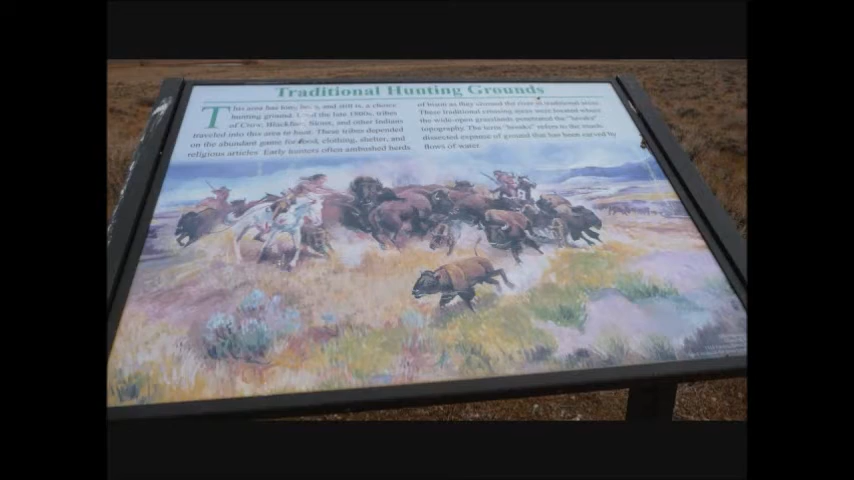 Traditional Hunting Grounds
This area has long been, and still is, a choice
hunting ground. Until the late 1800s, tribes
of Crow, Blackfoot, Sioux, and other Indians
traveled into this area to hunt. These tribes depended
on the abundant game for food, clothing, shelter, and
religious articles. Early hunters often ambushed herds
of bison as they crossed the river at traditional sites.
These traditional crossing sites were located where
the wide-open grasslands penetrated the "breaks"
topography. The term "breaks" refers to the rough,
dissected expanse of ground that has been carved by
flows of water.